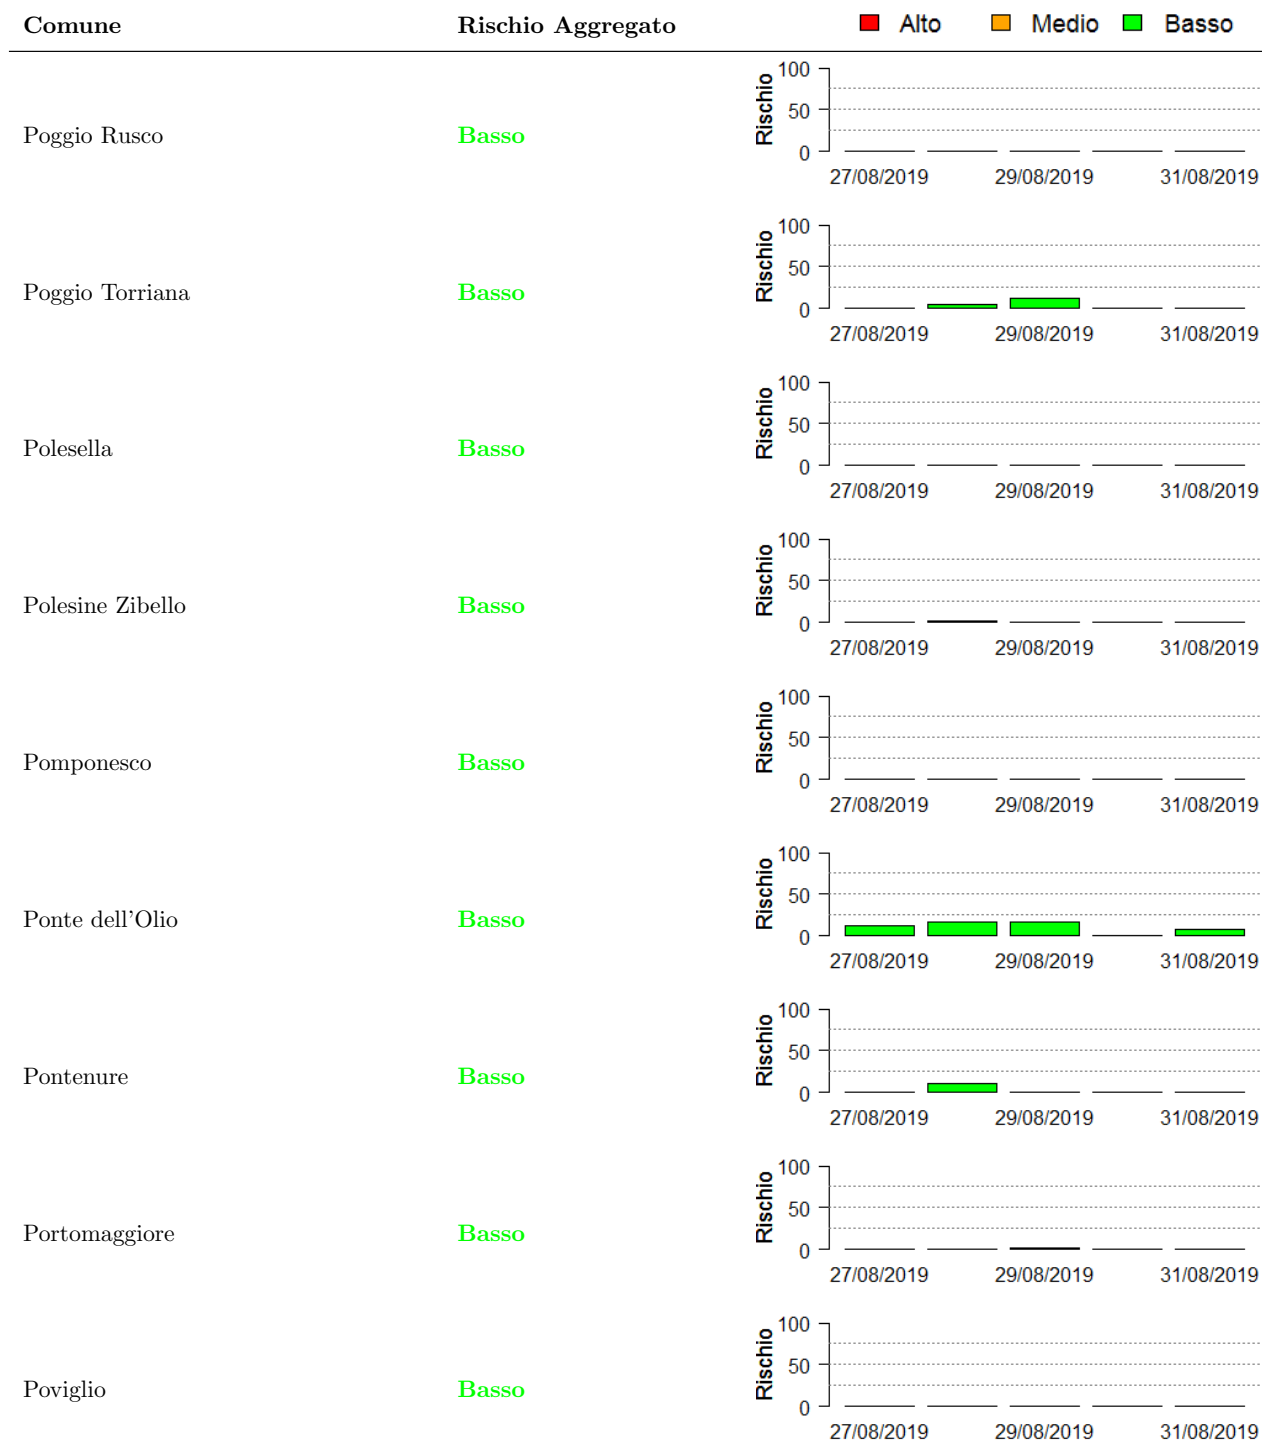 Comune Rischio Aggregato Alto Medio Basso
Poggio Rusco Basso Rischio 100 50 0
27/08/2019 29/08/2019 31/08/2019
Poggio Torriana Basso Rischio 100 50 0
27/08/2019 29/08/2019 31/08/2019
Polesella Basso Rischio 100 50 0
27/08/2019 29/08/2019 31/08/2019
Polesine Zibello Basso Rischio 100 50 0
27/08/2019 29/08/2019 31/08/2019
Pomponesco Basso Rischio 100 50 0
27/08/2019 29/08/2019 31/08/2019
Ponte dell'Olio Basso Rischio 100 50 0
27/08/2019 29/08/2019 31/08/2019
Pontenure Basso Rischio 100 50 0
27/08/2019 29/08/2019 31/08/2019
Portomaggiore Basso Rischio 100 50 0
27/08/2019 29/08/2019 31/08/2019
Poviglio Basso Rischio 100 50 0
27/08/2019 29/08/2019 31/08/2019